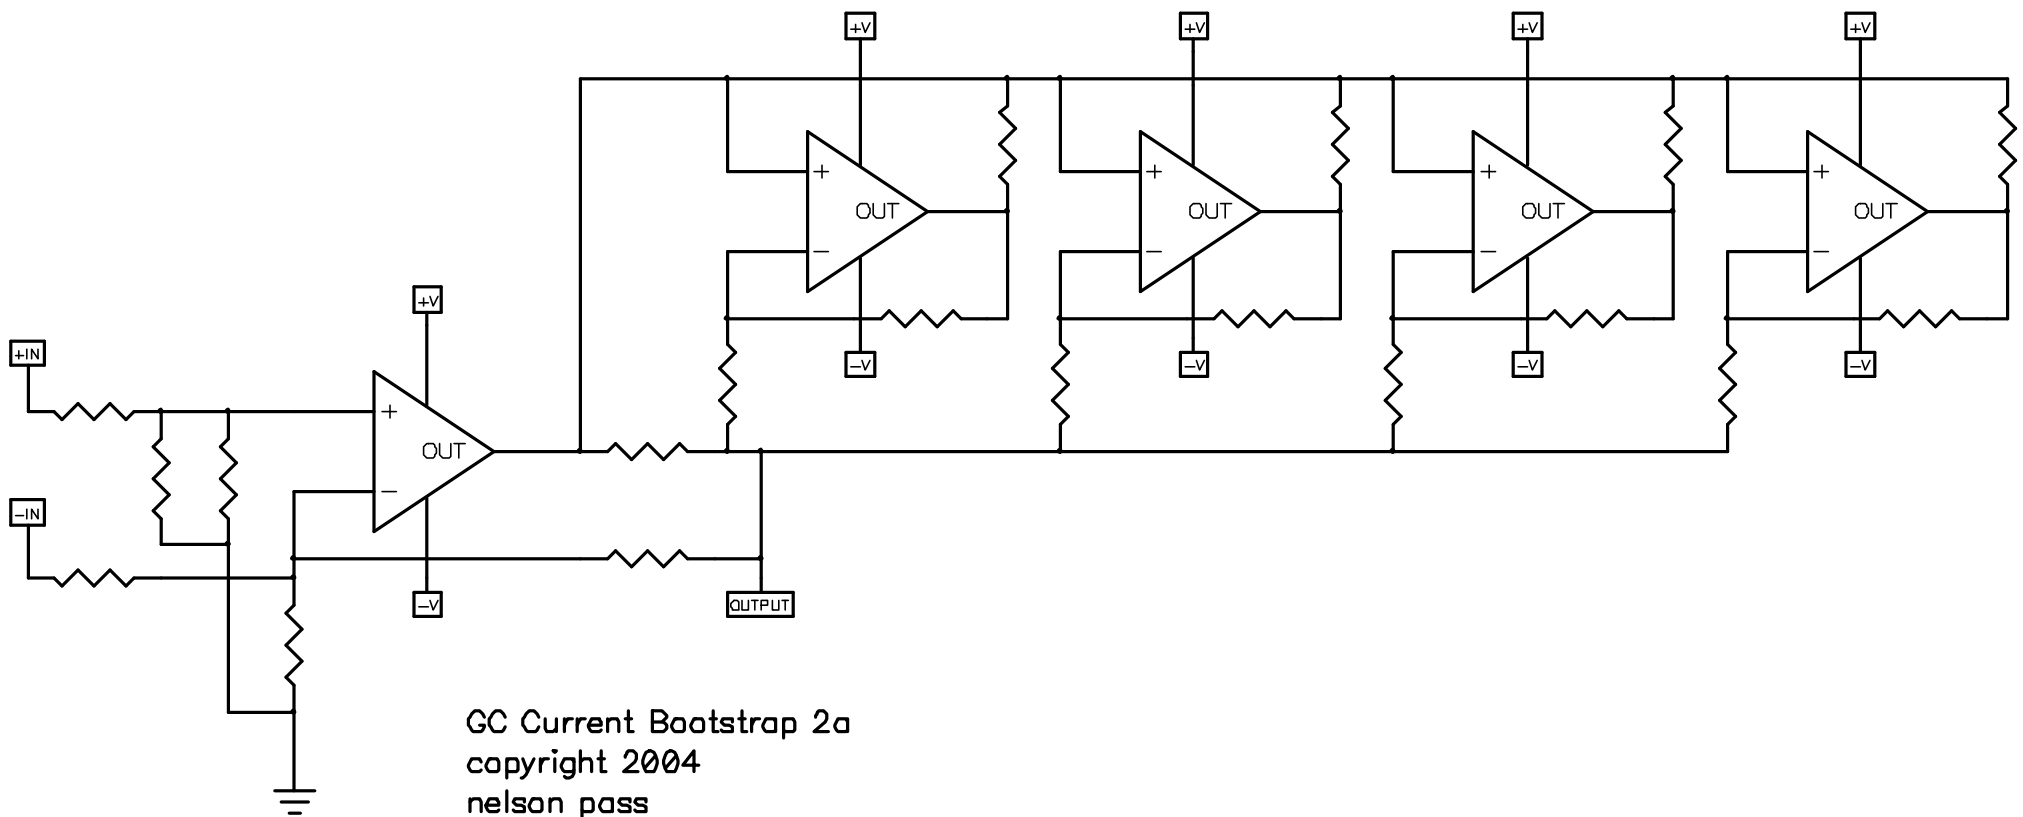 +V +V +V +V
+ + + +
OUT OUT OUT OUT
− − − −
+V
+IN
−V −V −V −V
+
OUT
−
−IN
−V
OUTPUT
GC Current Bootstrap 2a
copyright 2004
nelson pass